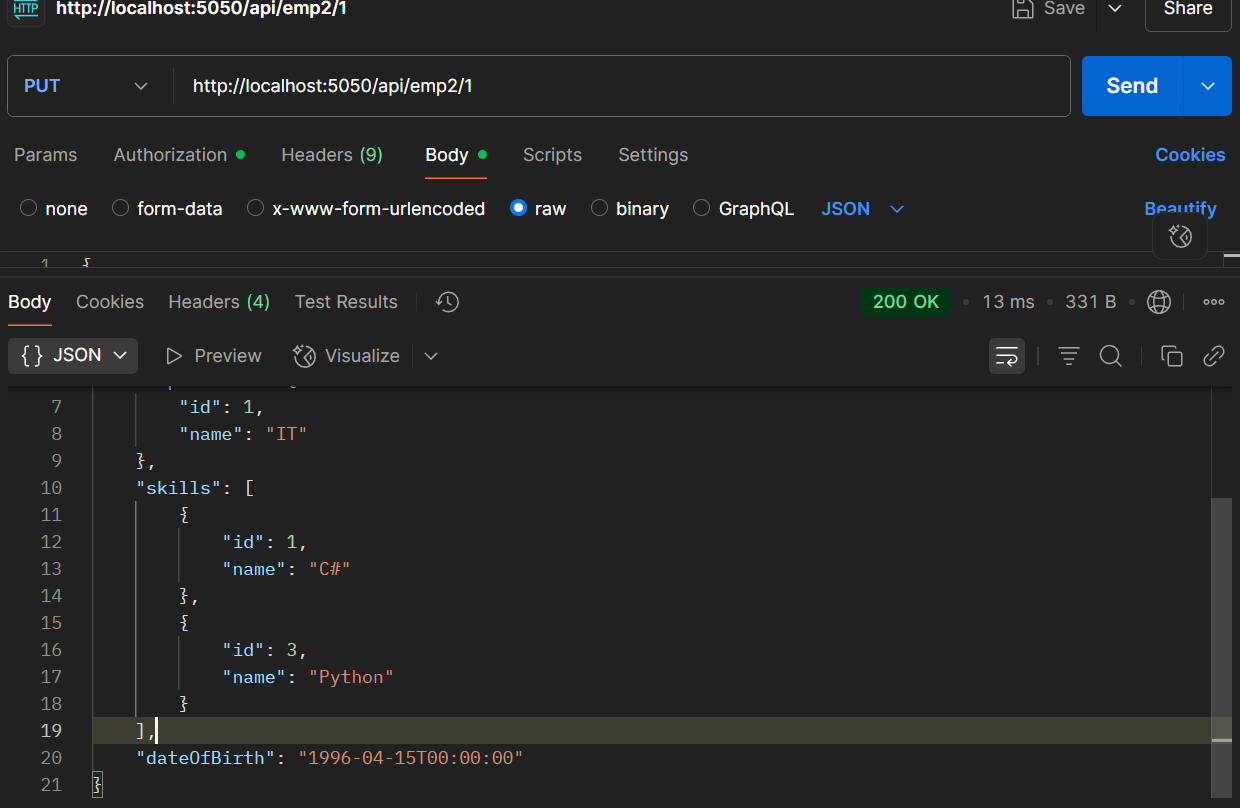 HTTP http://localhost:5050/api/emp2/1 Save Share
PUT http://localhost:5050/api/emp2/1 Send
Params Authorization Headers (9) Body Scripts Settings Cookies
none form-data x-www-form-urlencoded raw binary GraphQL JSON Beautify
1 {
Body Cookies Headers (4) Test Results 200 OK • 13 ms • 331 B •
{} JSON Preview Visualize
7 "id": 1,
8 "name": "IT"
9 },
10 "skills": [
11 {
12 "id": 1,
13 "name": "C#"
14 },
15 {
16 "id": 3,
17 "name": "Python"
18 }
19 ],
20 "dateOfBirth": "1996-04-15T00:00:00"
21 }